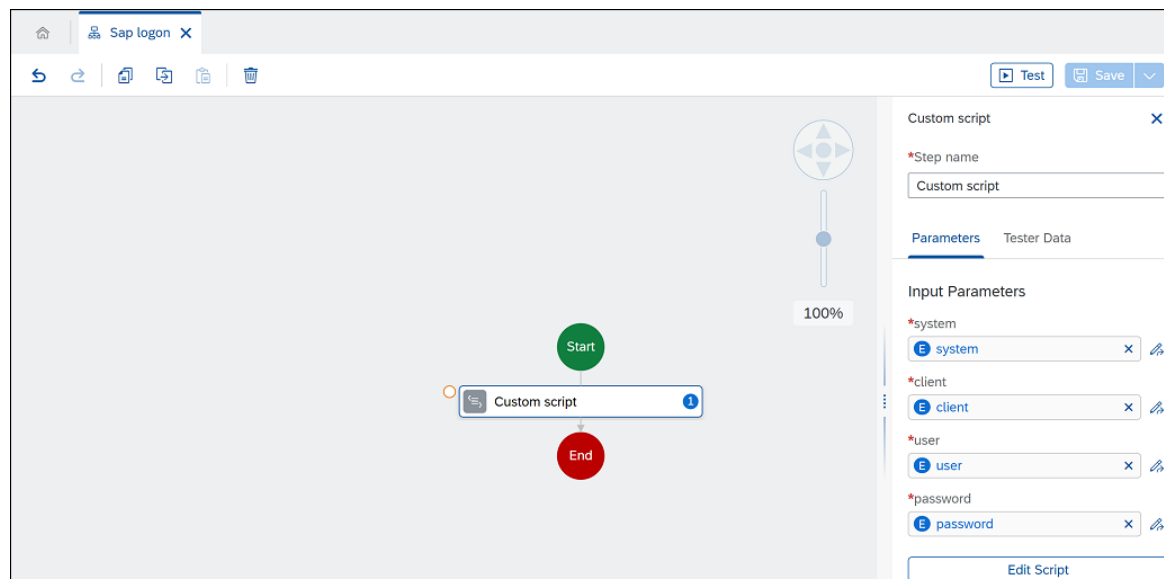 Sap logon
Test
Save
Custom script
*Step name
Custom script
Parameters
Tester Data
Input Parameters
100%
*system
E system
Start
*client
Custom script
1
E client
*user
End
E user
*password
E password
Edit Script